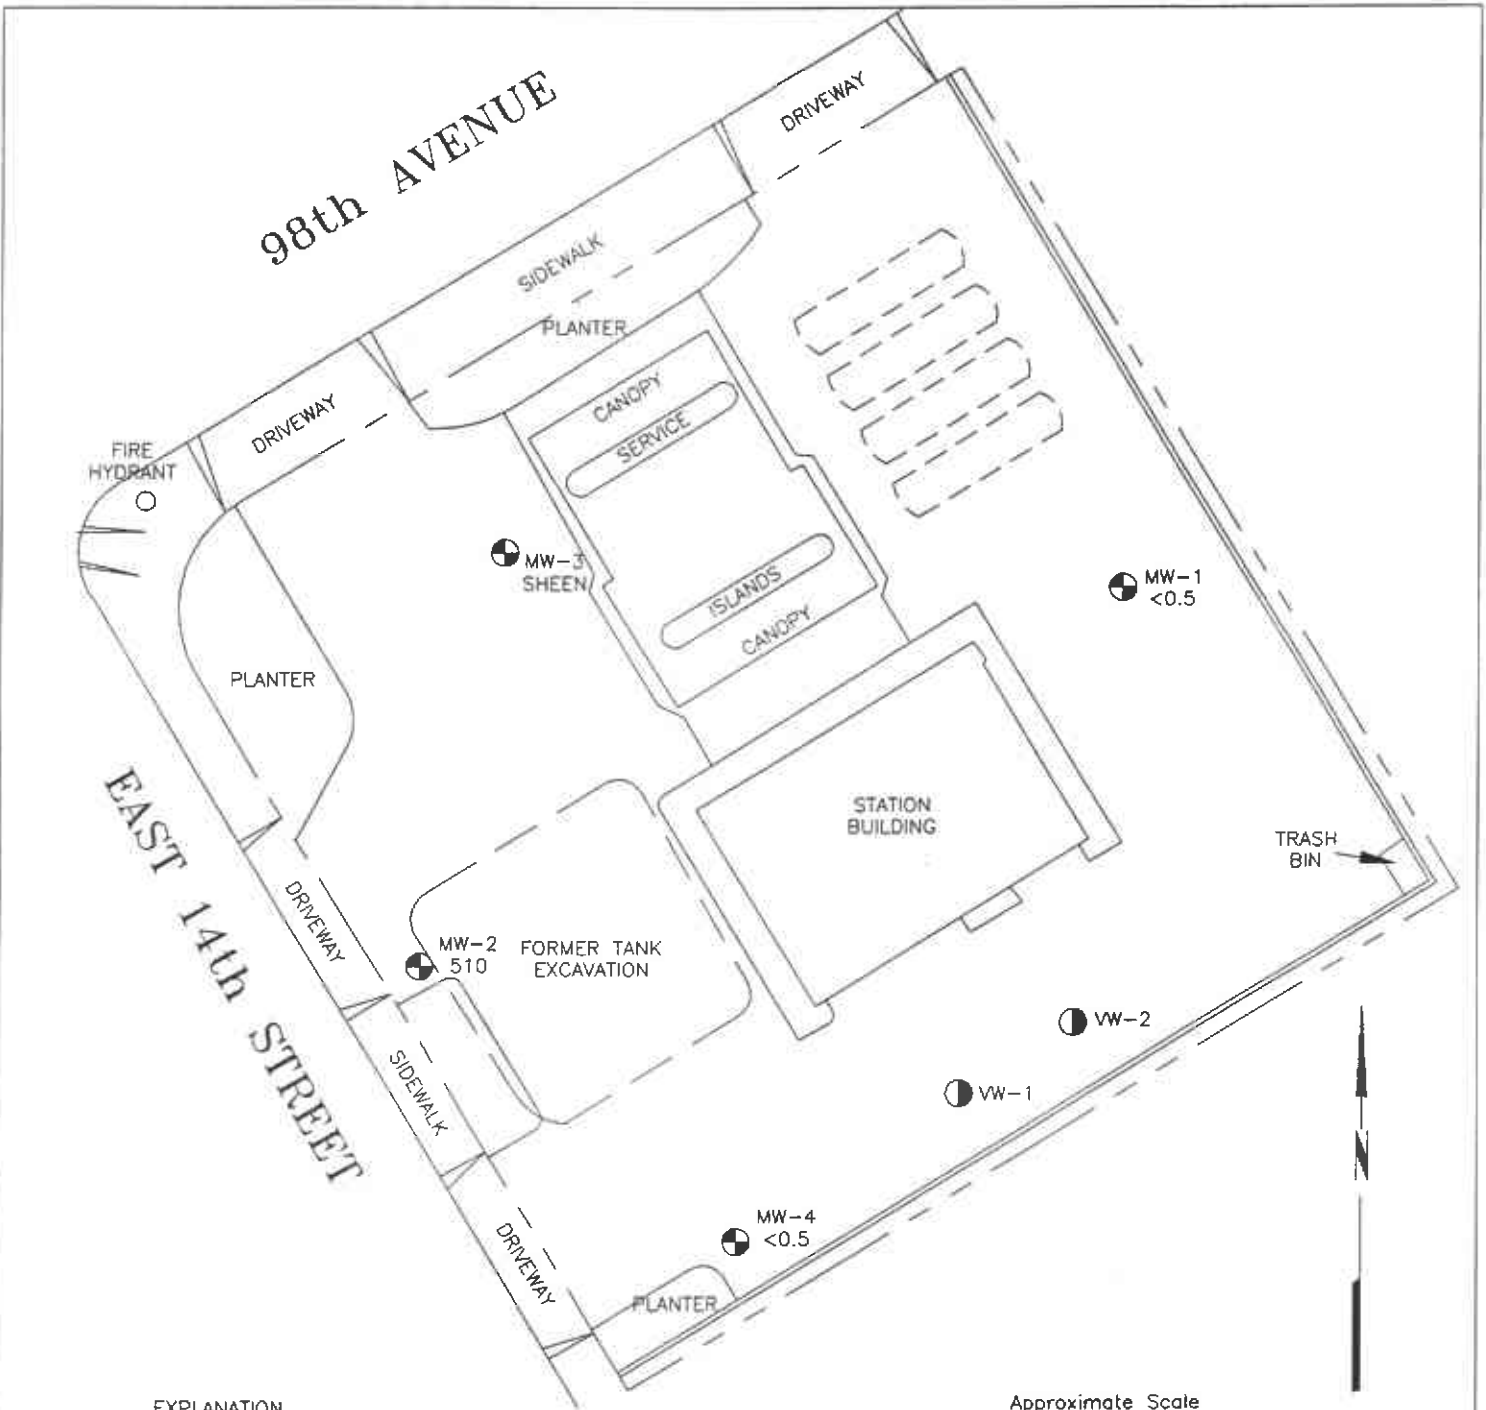 98th AVENUE
DRIVEWAY
SIDEWALK
PLANTER
DRIVEWAY
CANOPY
SERVICE
FIRE
HYDRANT
MW-3
SHEEN
ISLANDS
CANOPY
MW-1
<0.5
PLANTER
EAST 14th STREET
STATION
BUILDING
TRASH
BIN
DRIVEWAY
MW-2
510
FORMER TANK
EXCAVATION
VW-2
VW-1
SIDEWALK
N
MW-4
<0.5
DRIVEWAY
PLANTER
EXPLANATION
Approximate Scale